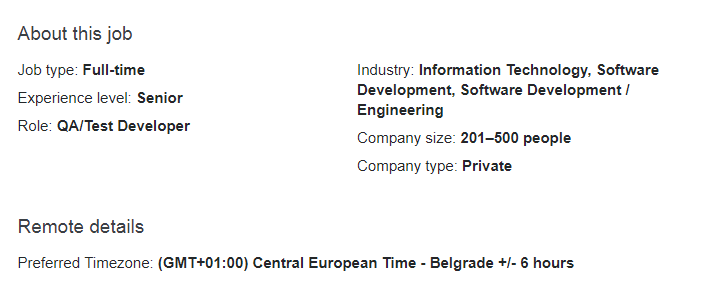 About this job
Job type: Full-time
Experience level: Senior
Role: QA/Test Developer
Industry: Information Technology, Software
Development, Software Development /
Engineering
Company size: 201–500 people
Company type: Private
Remote details
Preferred Timezone: (GMT+01:00) Central European Time - Belgrade +/- 6 hours